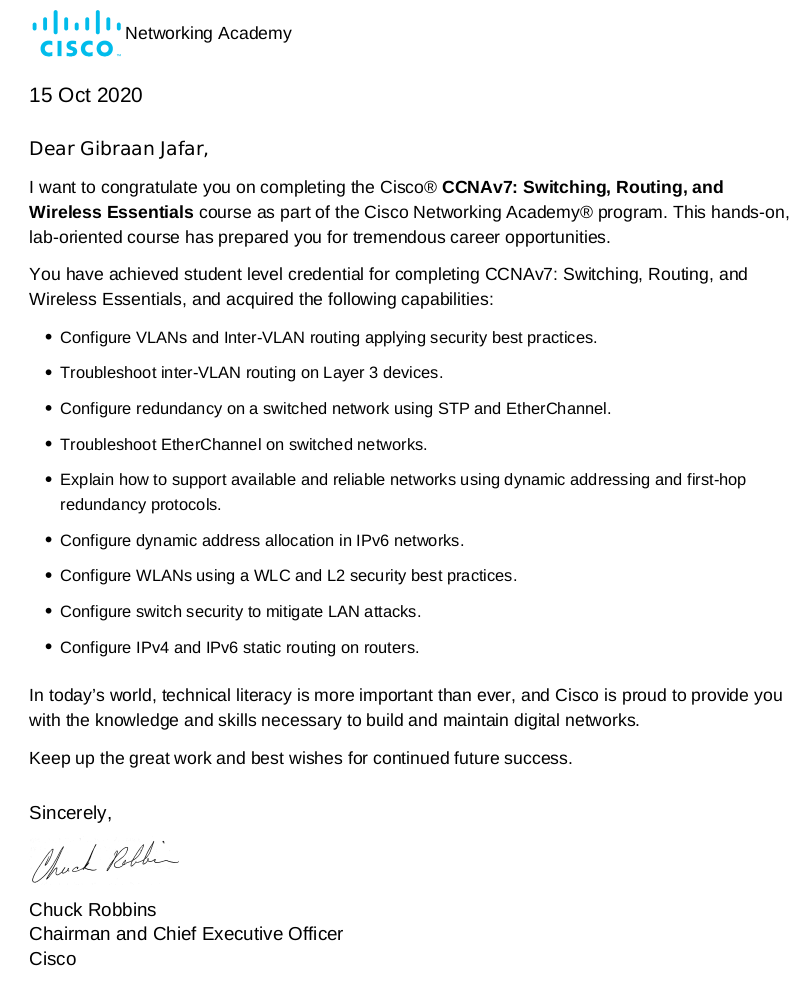 CISCO Networking Academy
15 Oct 2020
Dear Gibraan Jafar,
I want to congratulate you on completing the Cisco® CCNAv7: Switching, Routing, and
Wireless Essentials course as part of the Cisco Networking Academy® program. This hands-on,
lab-oriented course has prepared you for tremendous career opportunities.
You have achieved student level credential for completing CCNAv7: Switching, Routing, and
Wireless Essentials, and acquired the following capabilities:
• Configure VLANs and Inter-VLAN routing applying security best practices.
• Troubleshoot inter-VLAN routing on Layer 3 devices.
• Configure redundancy on a switched network using STP and EtherChannel.
• Troubleshoot EtherChannel on switched networks.
• Explain how to support available and reliable networks using dynamic addressing and first-hop
redundancy protocols.
• Configure dynamic address allocation in IPv6 networks.
• Configure WLANs using a WLC and L2 security best practices.
• Configure switch security to mitigate LAN attacks.
• Configure IPv4 and IPv6 static routing on routers.
In today’s world, technical literacy is more important than ever, and Cisco is proud to provide you
with the knowledge and skills necessary to build and maintain digital networks.
Keep up the great work and best wishes for continued future success.
Sincerely,
Chuck Robbins
Chuck Robbins
Chairman and Chief Executive Officer
Cisco